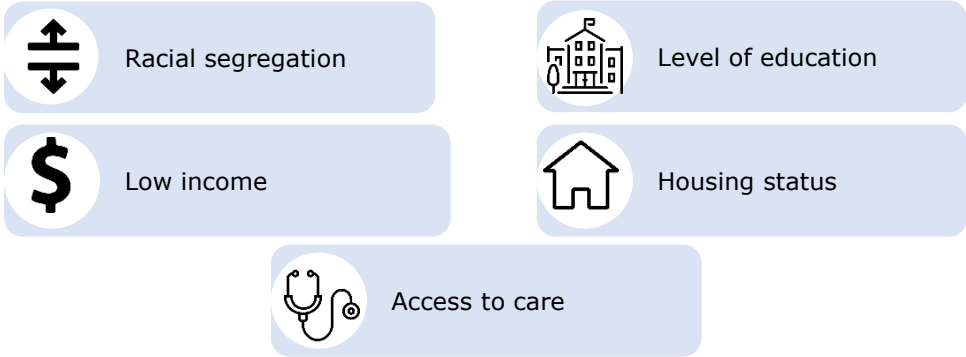 Racial segregation
Level of education
Low income
Housing status
Access to care